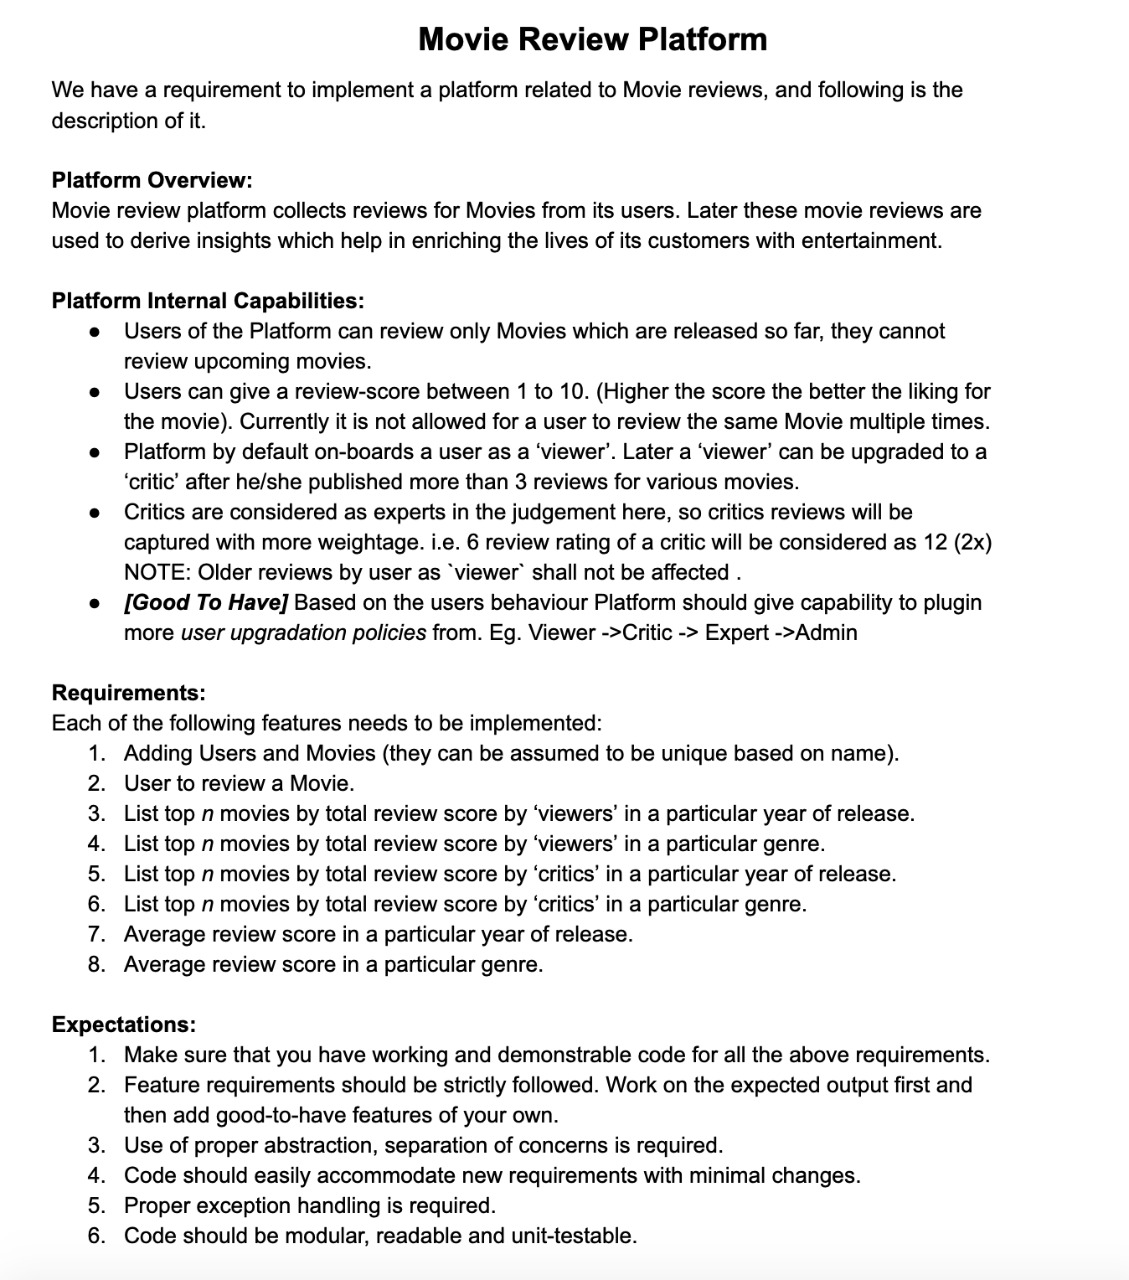 Movie Review Platform
We have a requirement to implement a platform related to Movie reviews, and following is the
description of it.
Platform Overview:
Movie review platform collects reviews for Movies from its users. Later these movie reviews are
used to derive insights which help in enriching the lives of its customers with entertainment.
Platform Internal Capabilities:
● Users of the Platform can review only Movies which are released so far, they cannot
review upcoming movies.
● Users can give a review-score between 1 to 10. (Higher the score the better the liking for
the movie). Currently it is not allowed for a user to review the same Movie multiple times.
● Platform by default on-boards a user as a ‘viewer’. Later a ‘viewer’ can be upgraded to a
‘critic’ after he/she published more than 3 reviews for various movies.
● Critics are considered as experts in the judgement here, so critics reviews will be
captured with more weightage. i.e. 6 review rating of a critic will be considered as 12 (2x)
NOTE: Older reviews by user as `viewer` shall not be affected .
● [Good To Have] Based on the users behaviour Platform should give capability to plugin
more user upgradation policies from. Eg. Viewer ->Critic -> Expert ->Admin
Requirements:
Each of the following features needs to be implemented:
1. Adding Users and Movies (they can be assumed to be unique based on name).
2. User to review a Movie.
3. List top n movies by total review score by ‘viewers’ in a particular year of release.
4. List top n movies by total review score by ‘viewers’ in a particular genre.
5. List top n movies by total review score by ‘critics’ in a particular year of release.
6. List top n movies by total review score by ‘critics’ in a particular genre.
7. Average review score in a particular year of release.
8. Average review score in a particular genre.
Expectations:
1. Make sure that you have working and demonstrable code for all the above requirements.
2. Feature requirements should be strictly followed. Work on the expected output first and
then add good-to-have features of your own.
3. Use of proper abstraction, separation of concerns is required.
4. Code should easily accommodate new requirements with minimal changes.
5. Proper exception handling is required.
6. Code should be modular, readable and unit-testable.